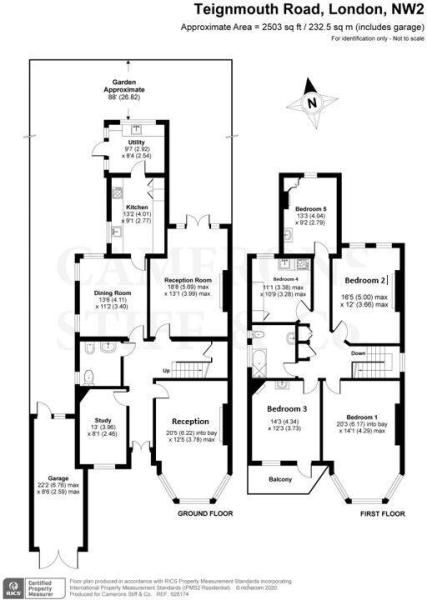 Teignmouth Road, London, NW2
Approximate Area = 2503 sq ft / 232.5 sq m (includes garage)
For identification only - Not to scale
Garden
Approximate
88' (26.82)
N
Utility
9'7 (2.92)
x 8'4 (2.54)
Kitchen
13'2 (4.01)
x 9'1 (2.77)
Bedroom 5
13'3 (4.04)
x 9'2 (2.79)
Reception Room
18'8 (5.69) max
x 13'1 (3.99) max
Dining Room
13'6 (4.11)
x 11'2 (3.40)
Bedroom 4
11'1 (3.38) max
x 10'9 (3.28) max
Bedroom 2
16'5 (5.00) max
x 12' (3.66) max
CAMERONS
STIFF & Co
Up
Down
Study
13' (3.96)
x 8'1 (2.46)
Reception
20'5 (6.22) into bay
x 12'5 (3.78) max
Bedroom 3
14'3 (4.34)
x 12'3 (3.73)
Bedroom 1
20'3 (6.17) into bay
x 14'1 (4.29) max
Garage
22'2 (6.76) max
x 8'6 (2.59) max
Balcony
GROUND FLOOR
FIRST FLOOR
RICS
Certified
Property
Measurer
Floor plan produced in accordance with RICS Property Measurement Standards incorporating
International Property Measurement Standards (IPMS2 Residential). © nichecom 2020.
Produced for Camerons Stiff & Co. REF: 628174